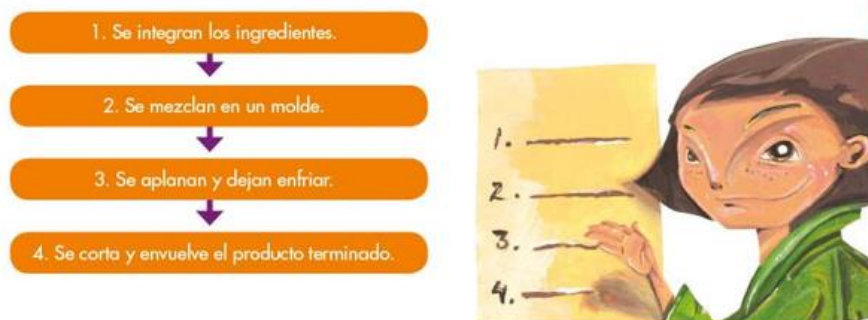 1. Se integran los ingredientes.
2. Se mezclan en un molde.
3. Se aplanan y dejan enfriar.
4. Se corta y envuelve el producto terminado.
1.
2.
3.
4.